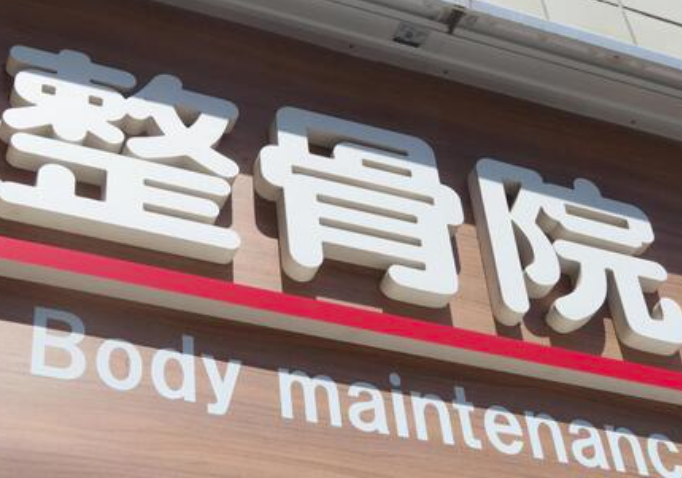 整骨院
Body maintenanc